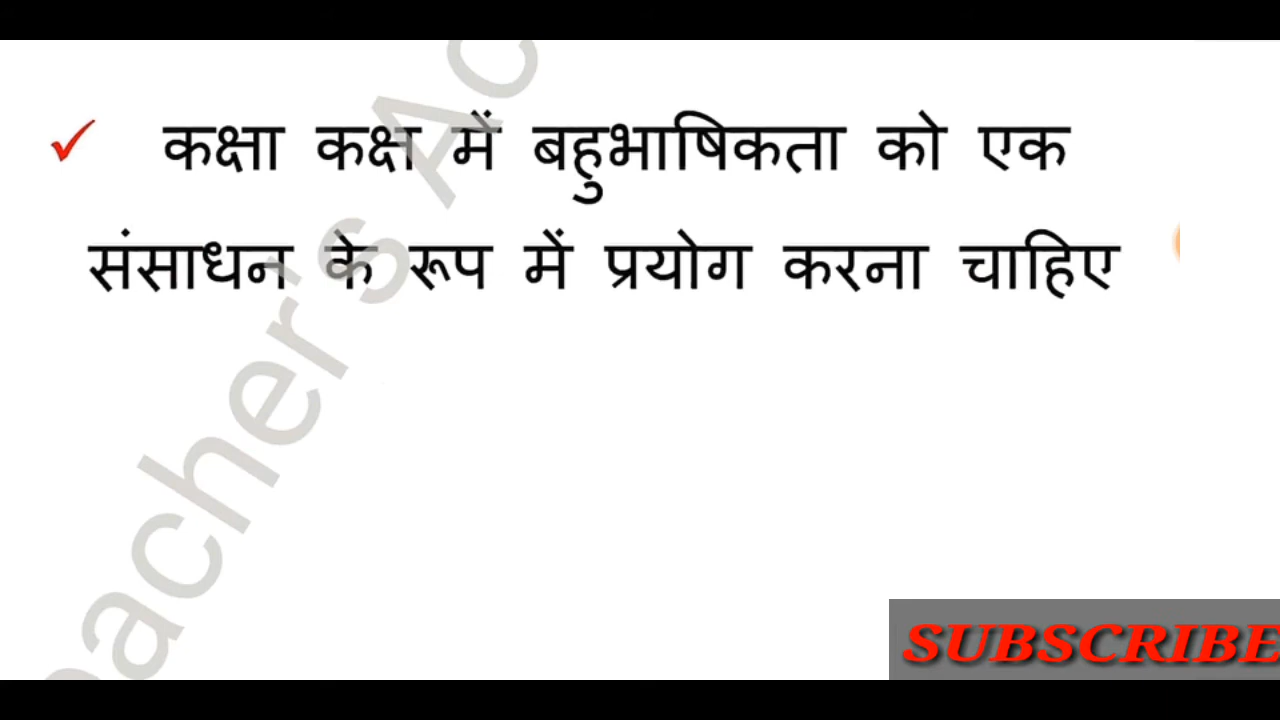 कक्षा कक्ष में बहुभाषिकता को एक
संसाधन के रूप में प्रयोग करना चाहिए
SUBSCRIBE